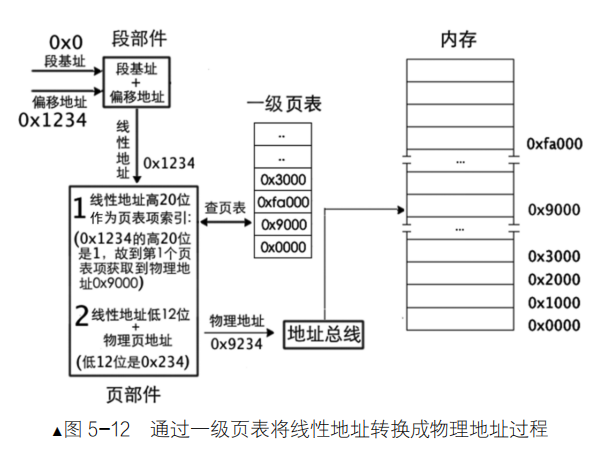 0x0
段基址
偏移地址
0x1234
段部件
段基址
+
偏移地址
线性地址
0x1234
1 线性地址高20位
作为页表项索引:
(0x1234的高20位
是1，故到第1个页
表项获取到物理地
址0x9000)
2 线性地址低12位
+
物理页地址
(低12位是0x234)
页部件
查页表
一级页表
..
..
0x3000
0xfa000
0x9000
0x0000
物理地址
0x9234
地址总线
内存
0xfa000
...
0x9000
...
0x3000
0x2000
0x1000
0x0000
▲图 5-12 通过一级页表将线性地址转换成物理地址过程